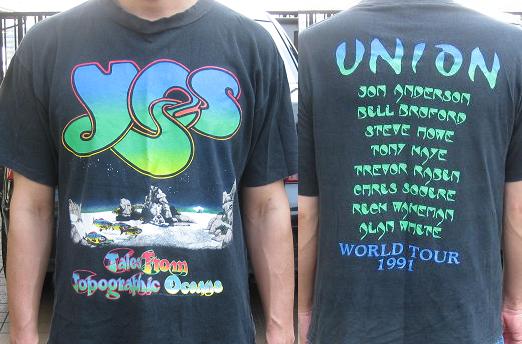 YES
Tales From
Topographic Oceans
UNION
JON ANDERSON
BILL BRUFORD
STEVE HOWE
TONY KAYE
TREVOR RABIN
CHRIS SQUIRE
RICK WAKEMAN
ALAN WHITE
WORLD TOUR
1991